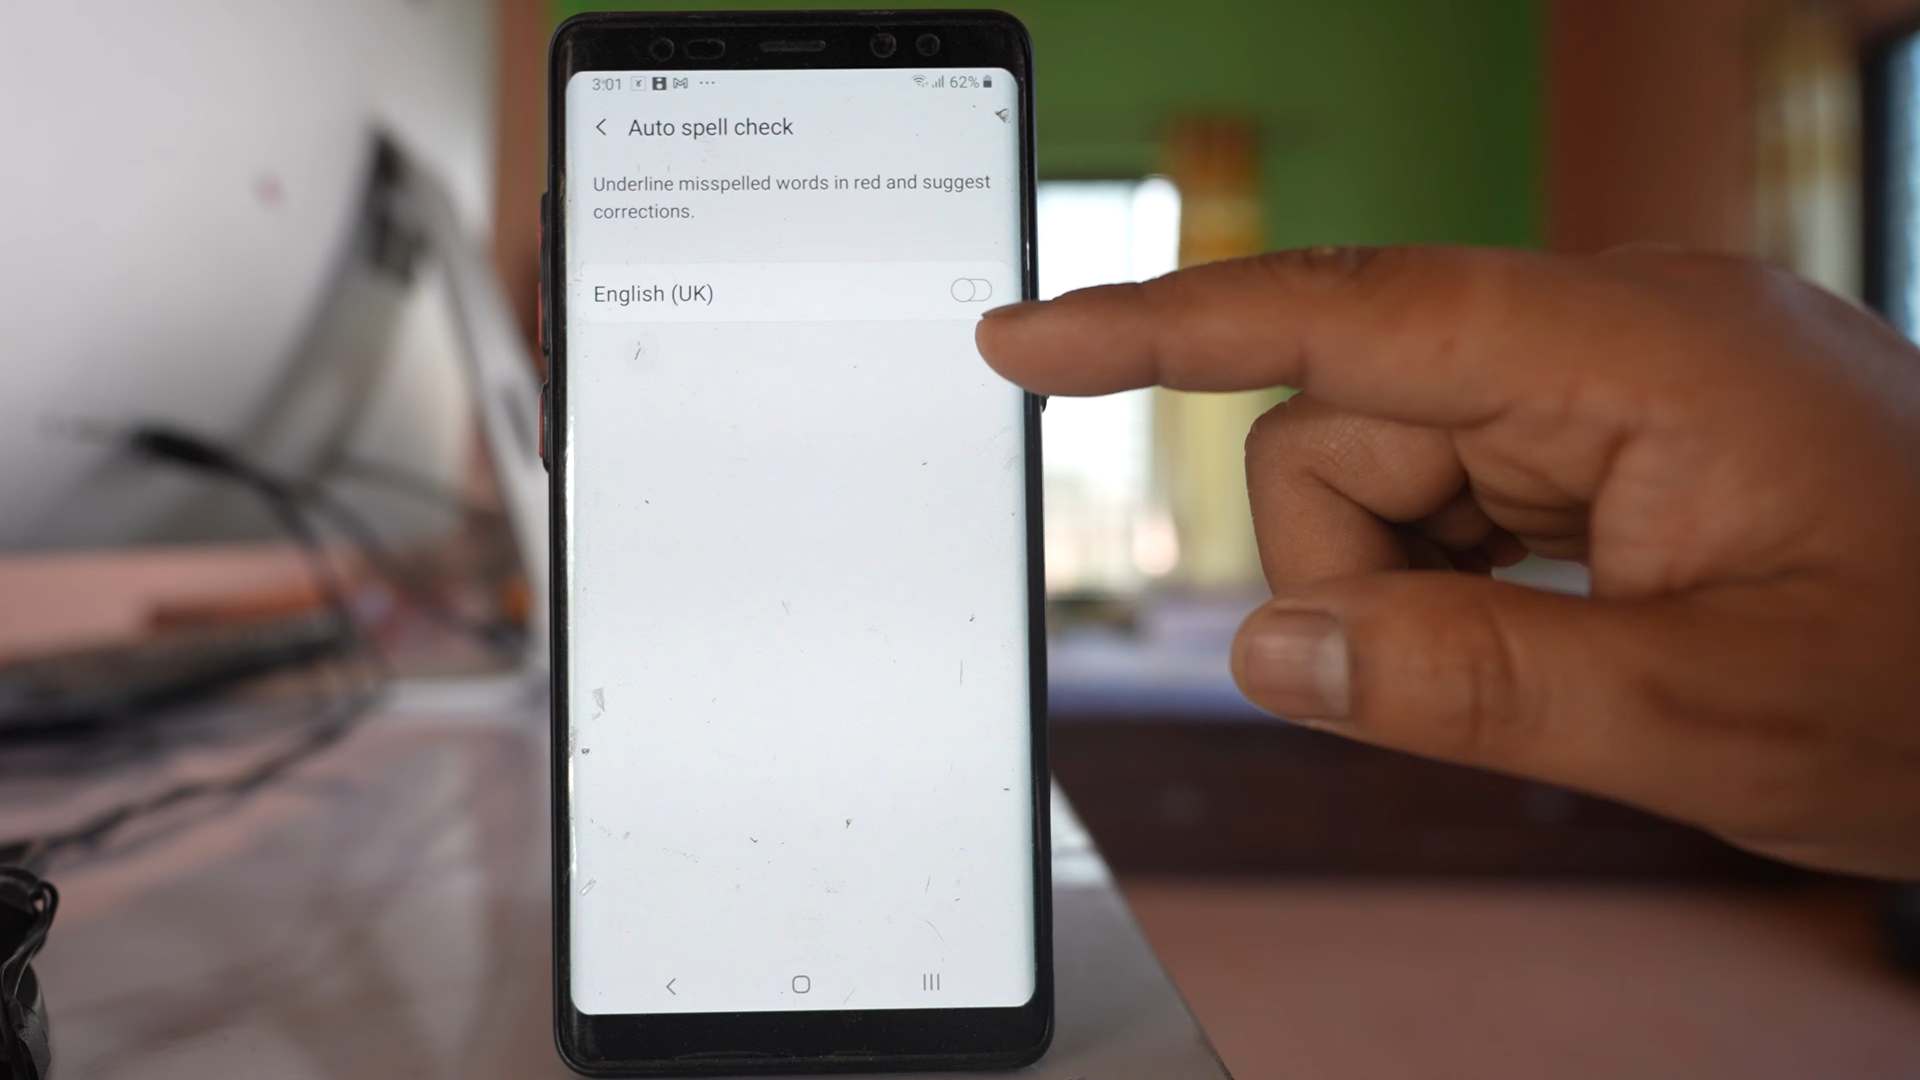 3:01 62%
Auto spell check
Underline misspelled words in red and suggest
corrections.
English (UK)